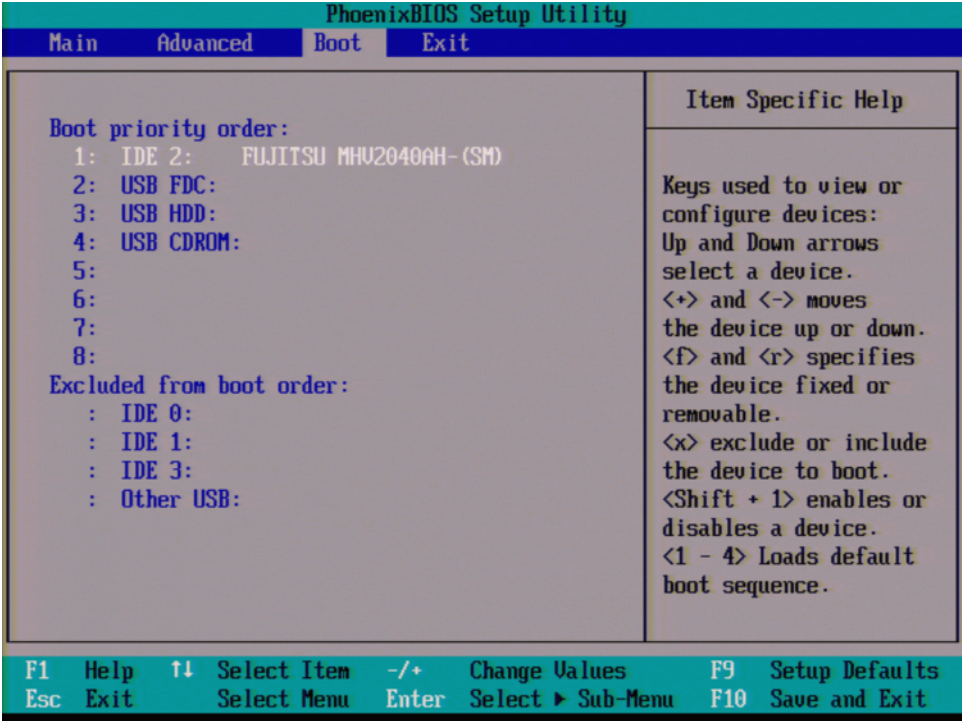 PhoenixBIOS Setup Utility
Main Advanced Boot Exit
Boot priority order:
1: IDE 2: FUJITSU MHV2040AH-(SM)
2: USB FDC:
3: USB HDD:
4: USB CDROM:
5:
6:
7:
8:
Excluded from boot order:
: IDE 0:
: IDE 1:
: IDE 3:
: Other USB:
Item Specific Help
Keys used to view or
configure devices:
Up and Down arrows
select a device.
<+> and <-> moves
the device up or down.
<f> and <r> specifies
the device fixed or
removable.
<x> exclude or include
the device to boot.
<Shift + 1> enables or
disables a device.
<1 - 4> Loads default
boot sequence.
F1 Help ↑↓ Select Item -/+ Change Values F9 Setup Defaults
Esc Exit Select Menu Enter Select ▶ Sub-Menu F10 Save and Exit